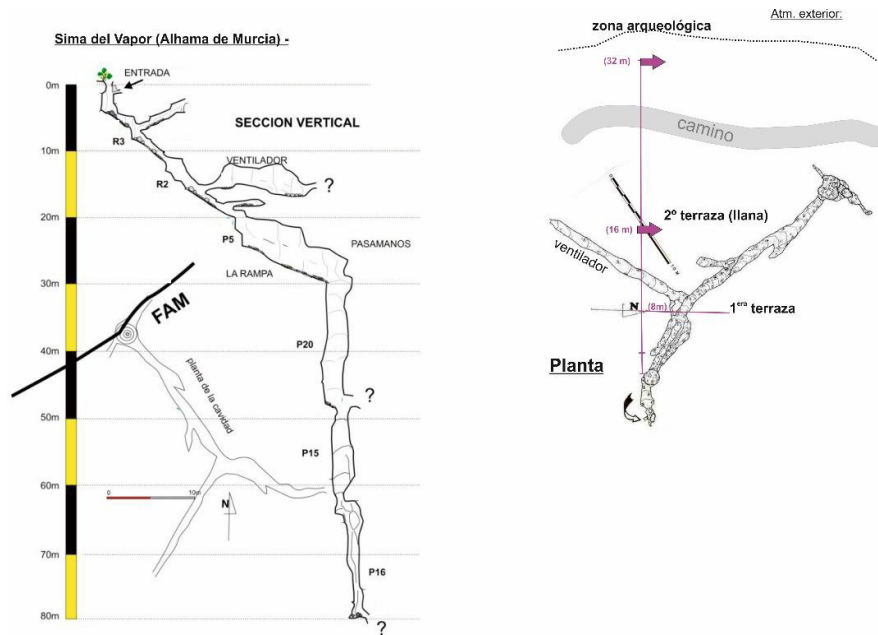 Sima del Vapor (Alhama de Murcia) -
ENTRADA
0m
SECCION VERTICAL
R3
10m
VENTILADOR
R2
?
20m
P5
PASAMANOS
LA RAMPA
30m
FAM
P20
40m
planta de la cavidad
?
50m
P15
60m
0
10m
N
70m
P16
80m
?
Atm. exterior:
zona arqueológica
(32 m)
camino
2º terraza (llana)
(16 m)
ventilador
N
(8m)
1era terraza
Planta